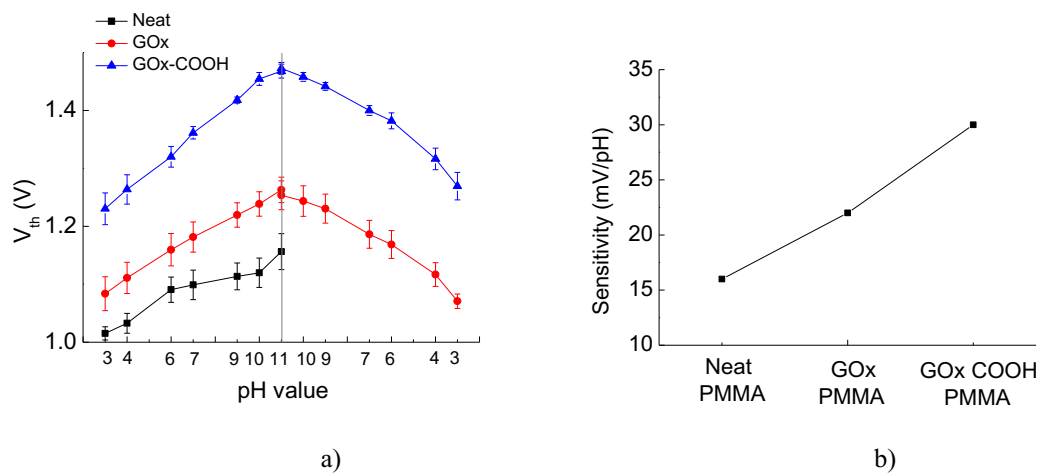 Neat
GOx
GOx-COOH
1.4
1.2
1.0
V_th (V)
3 4 6 7 9 10 11 10 9 7 6 4 3
pH value
a)
35
30
25
20
15
10
Sensitivity (mV/pH)
Neat GOx GOx COOH
PMMA PMMA PMMA
b)